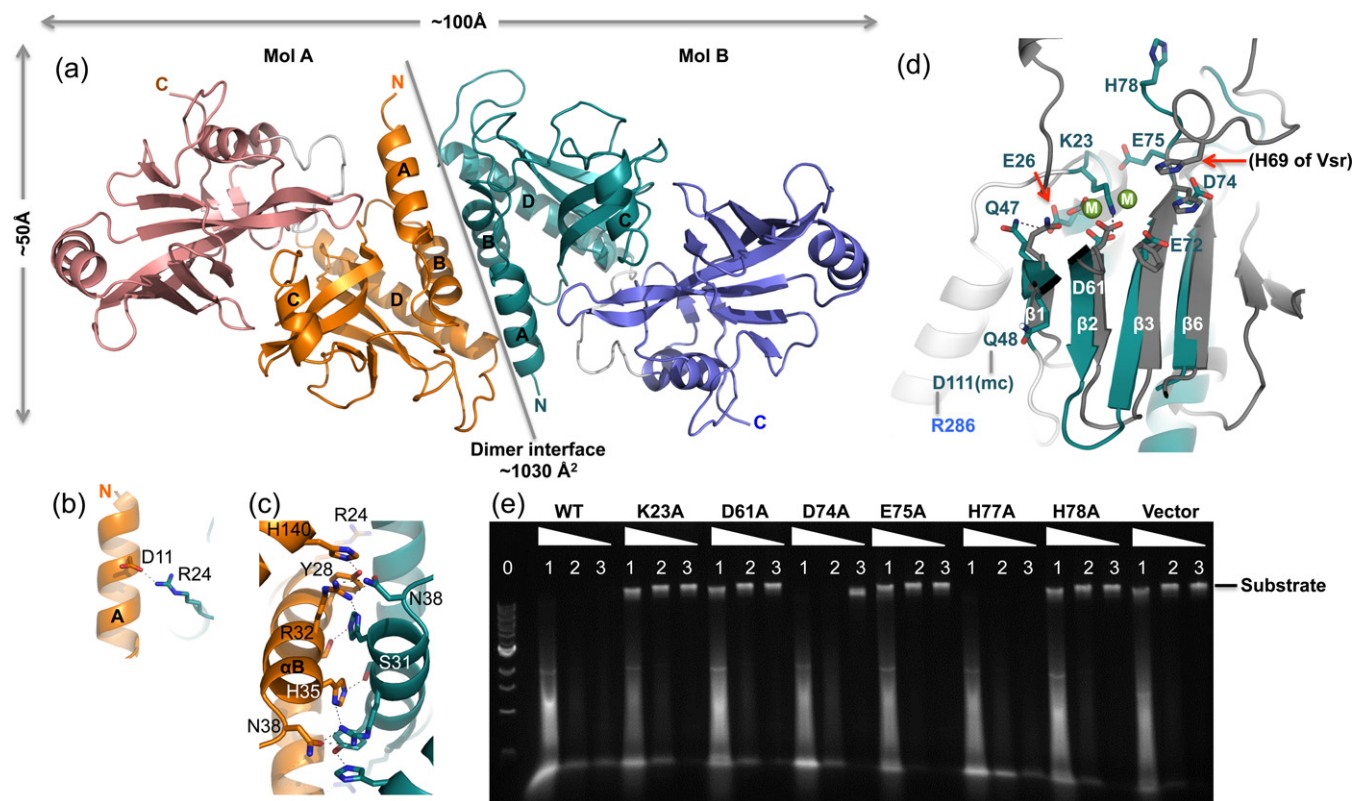 ~100Å
~50Å
(a)
Mol A
Mol B
C
N
A
B
C
D
A
B
C
D
N
C
Dimer interface
~1030 Å²
(b)
N
D11
R24
A
(c)
H140
R24
Y28
N38
R32
S31
αB
H35
N38
(d)
H78
K23
E75
(H69 of Vsr)
E26
D74
M
M
Q47
E72
D61
β1
β2
β3
β6
Q48
D111(mc)
R286
(e)
WT K23A D61A D74A E75A H77A H78A Vector
0 1 2 3 1 2 3 1 2 3 1 2 3 1 2 3 1 2 3 1 2 3 1 2 3
Substrate